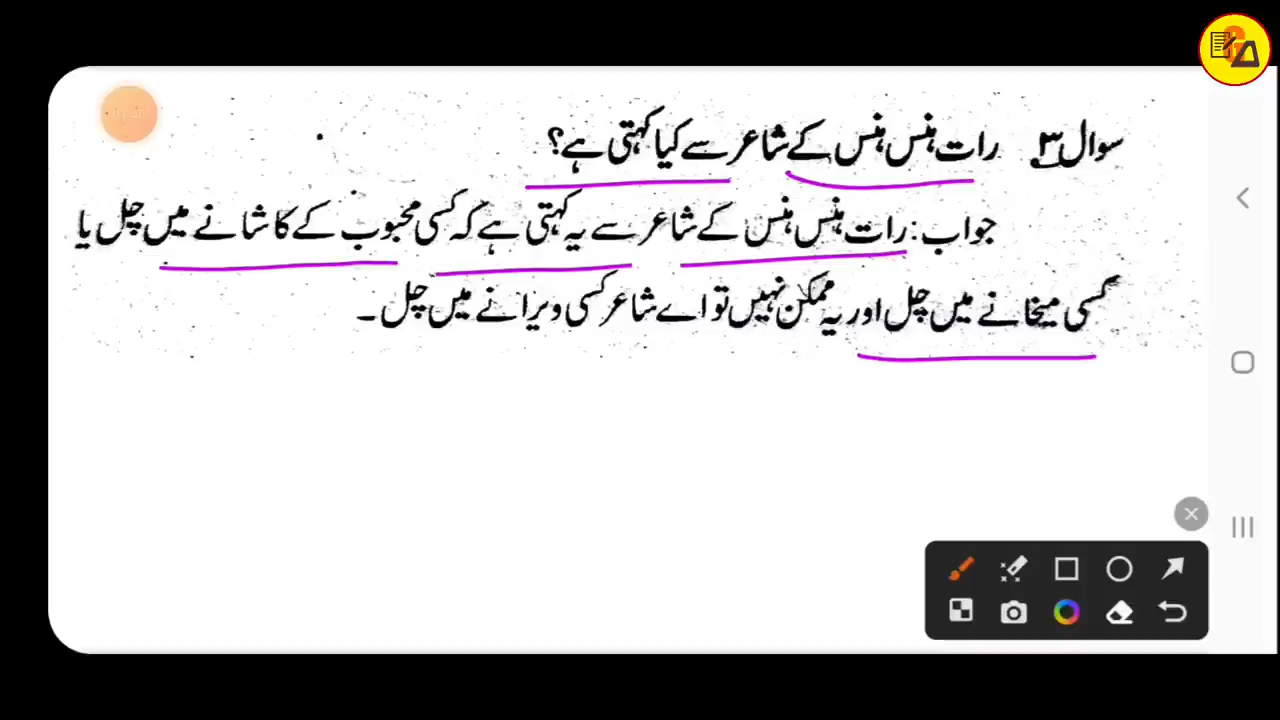 سوال ۳ رات ہنس ہنس کے شاعر سے کیا کہتی ہے؟
جواب: رات ہنس ہنس کے شاعر سے یہ کہتی ہے کہ کسی محبوب کے کاشانے میں چل یا
کسی میخانے میں چل اور یہ ممکن نہیں تو اے شاعر کسی ویرانے میں چل۔